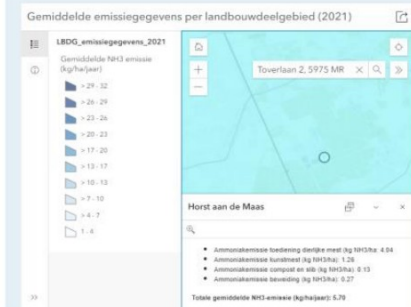 Gemiddelde emissiegegevens per landbouwdeelgebied (2021)
LBDG_emissiegegevens_2021
Gemiddelde NH3 emissie
(kg/ha/jaar)
> 29 - 32
> 26 - 29
> 23 - 26
> 20 - 23
> 17 - 20
> 13 - 17
> 10 - 13
> 7 - 10
> 4 - 7
1 - 4
Toverlaan 2, 5975 MR
Horst aan de Maas
Ammoniakemissie toediening dierlijke mest (kg NH3/ha: 4.04
Ammoniakemissie kunstmest (kg NH3/ha): 1.26
Ammoniakemissie compost en slib (kg NH3/ha): 0.13
Ammoniakemissie beweiding (kg NH3/ha): 0.27
Totale gemiddelde NH3-emissie (kg/ha/jaar): 5.70